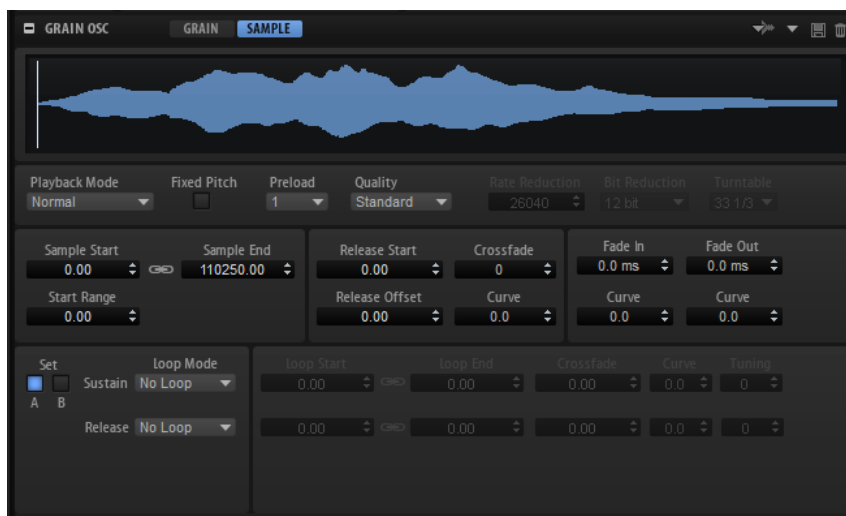 GRAIN OSC GRAIN SAMPLE
Playback Mode Fixed Pitch Preload Quality Rate Reduction Bit Reduction Turntable
Normal 1 Standard 26040 12 bit 33 1/3
Sample Start Sample End Release Start Crossfade Fade In Fade Out
0.00 110250.00 0.00 0 0.0 ms 0.0 ms
Start Range Release Offset Curve Curve Curve
0.00 0.00 0.0 0.0 0.0
Set Loop Mode Loop Start Loop End Crossfade Curve Tuning
Sustain No Loop 0.00 0.00 0.00 0.0 0
A B
Release No Loop 0.00 0.00 0.00 0.0 0